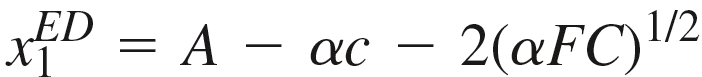 x_1^{ED} = A − αc − 2(αFC)^{1/2}